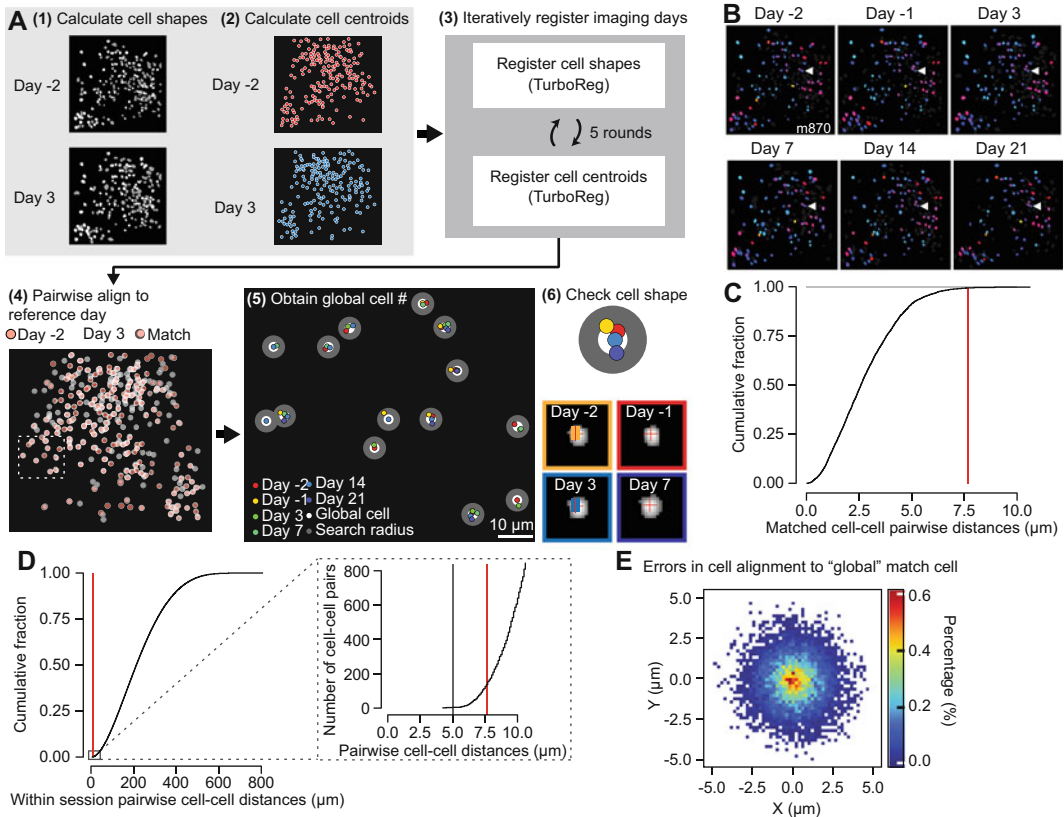 A
(1) Calculate cell shapes
(2) Calculate cell centroids
Day -2
Day 3
Day -2
Day 3
(3) Iteratively register imaging days
Register cell shapes
(TurboReg)
5 rounds
Register cell centroids
(TurboReg)
(4) Pairwise align to
reference day
Day -2 Day 3 Match
(5) Obtain global cell #
Day -2
Day -1
Day 3
Day 7
Day 14
Day 21
Global cell
Search radius
10 µm
(6) Check cell shape
Day -2
Day -1
Day 3
Day 7
B
Day -2
Day -1
Day 3
m870
Day 7
Day 14
Day 21
C
Cumulative fraction
1.00
0.75
0.50
0.25
0.00
0.0 2.5 5.0 7.5 10.0
Matched cell-cell pairwise distances (µm)
D
Cumulative fraction
1.00
0.75
0.50
0.25
0.00
0 200 400 600 800
Within session pairwise cell-cell distances (µm)
Number of cell-cell pairs
800
600
400
200
0
0.0 2.5 5.0 7.5 10.0
Pairwise cell-cell distances (µm)
E
Errors in cell alignment to “global” match cell
Y (µm)
5.0
2.5
0.0
-2.5
-5.0
-5.0 -2.5 0.0 2.5 5.0
X (µm)
0.6
0.4
0.2
0.0
Percentage (%)